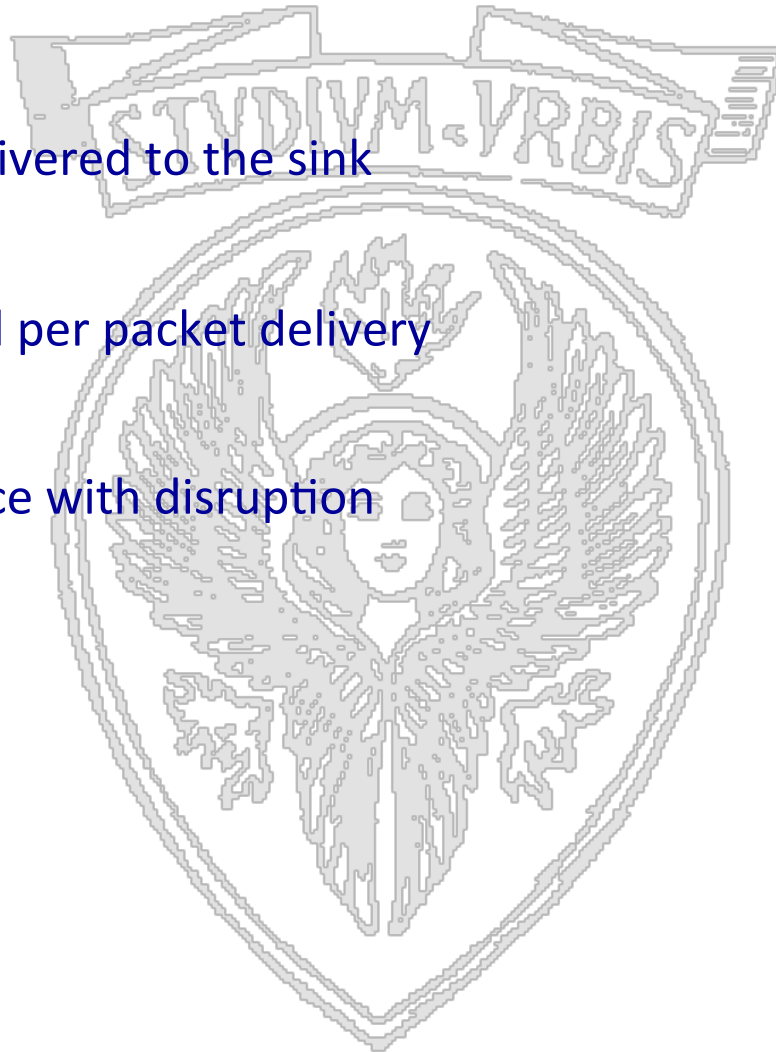 STVDIVM VRBIS
ivered to the sink
per packet delivery
ce with disruption